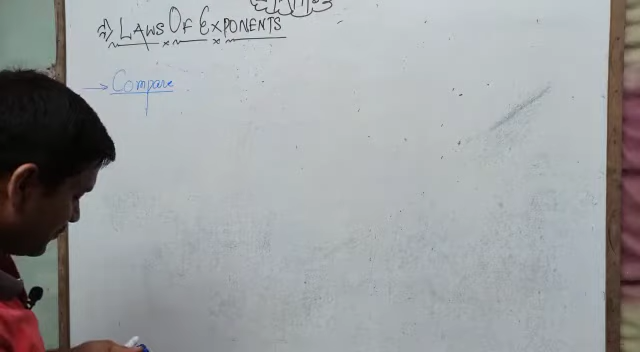 ⇒) LAWS OF EXPONENTS
→ Compare